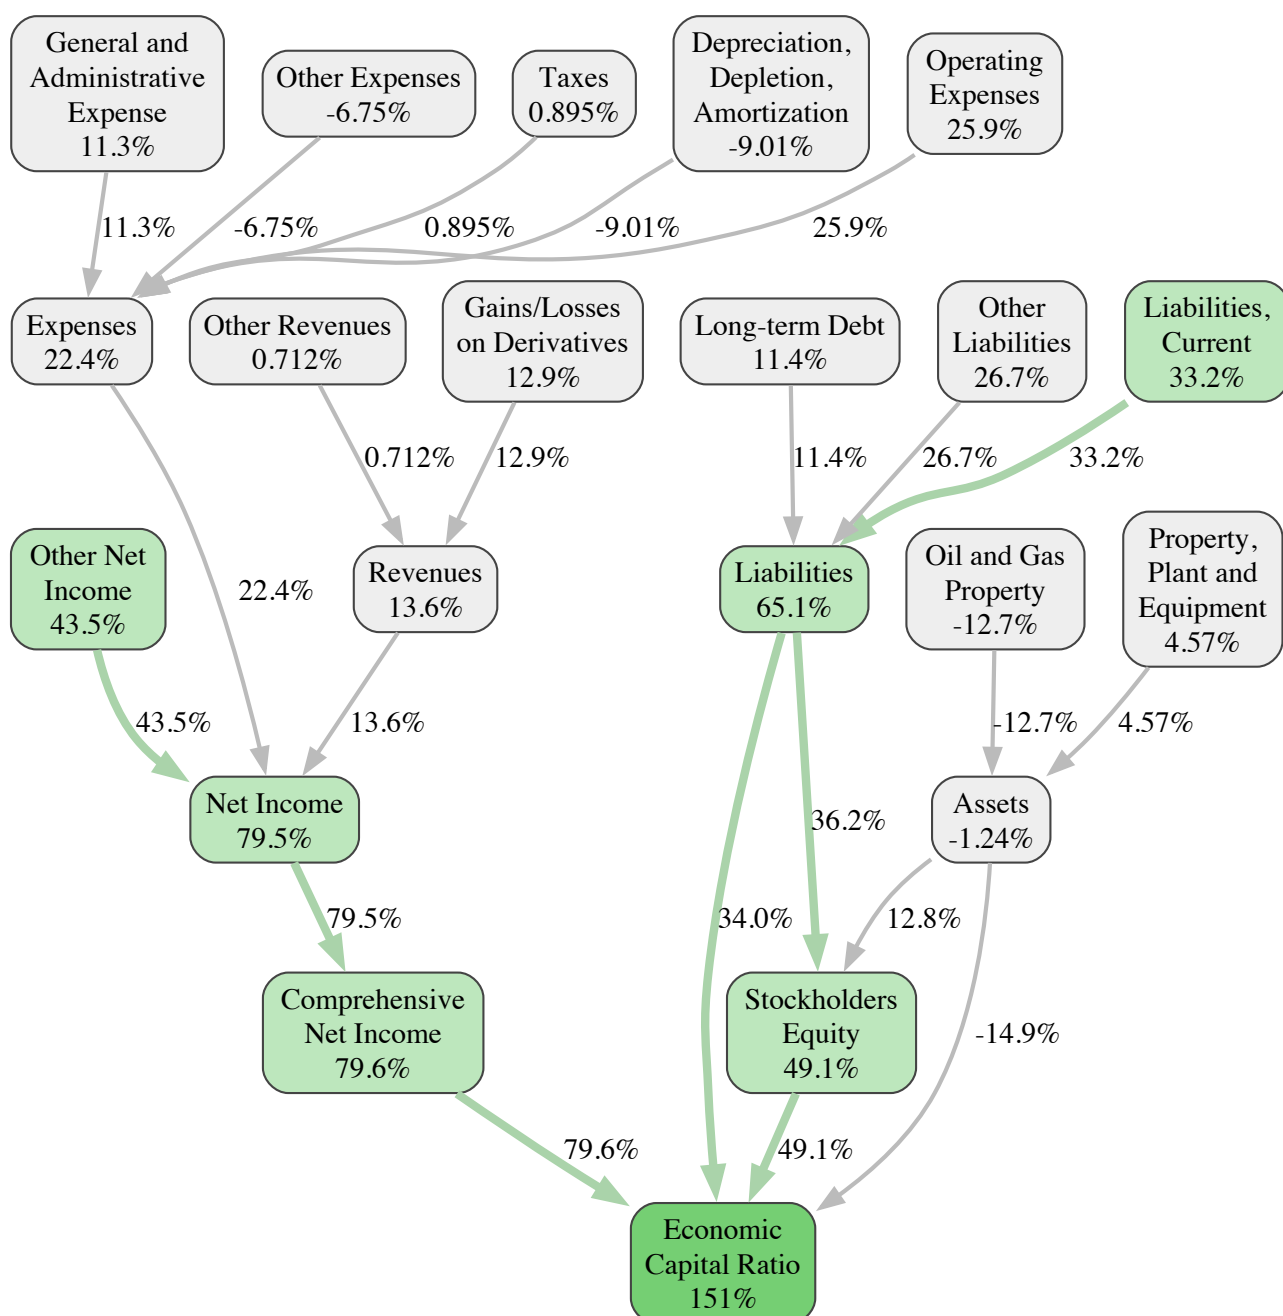 General and
Administrative
Expense
11.3%
Other Expenses
-6.75%
Taxes
0.895%
Depreciation,
Depletion,
Amortization
-9.01%
Operating
Expenses
25.9%
11.3%
-6.75%
0.895%
-9.01%
25.9%
Expenses
22.4%
Other Revenues
0.712%
Gains/Losses
on Derivatives
12.9%
Long-term Debt
11.4%
Other
Liabilities
26.7%
Liabilities,
Current
33.2%
0.712%
12.9%
11.4%
26.7%
33.2%
Other Net
Income
43.5%
22.4%
Revenues
13.6%
Liabilities
65.1%
Oil and Gas
Property
-12.7%
Property,
Plant and
Equipment
4.57%
43.5%
13.6%
-12.7%
4.57%
Net Income
79.5%
36.2%
Assets
-1.24%
79.5%
34.0%
12.8%
Comprehensive
Net Income
79.6%
Stockholders
Equity
49.1%
-14.9%
79.6%
49.1%
Economic
Capital Ratio
151%